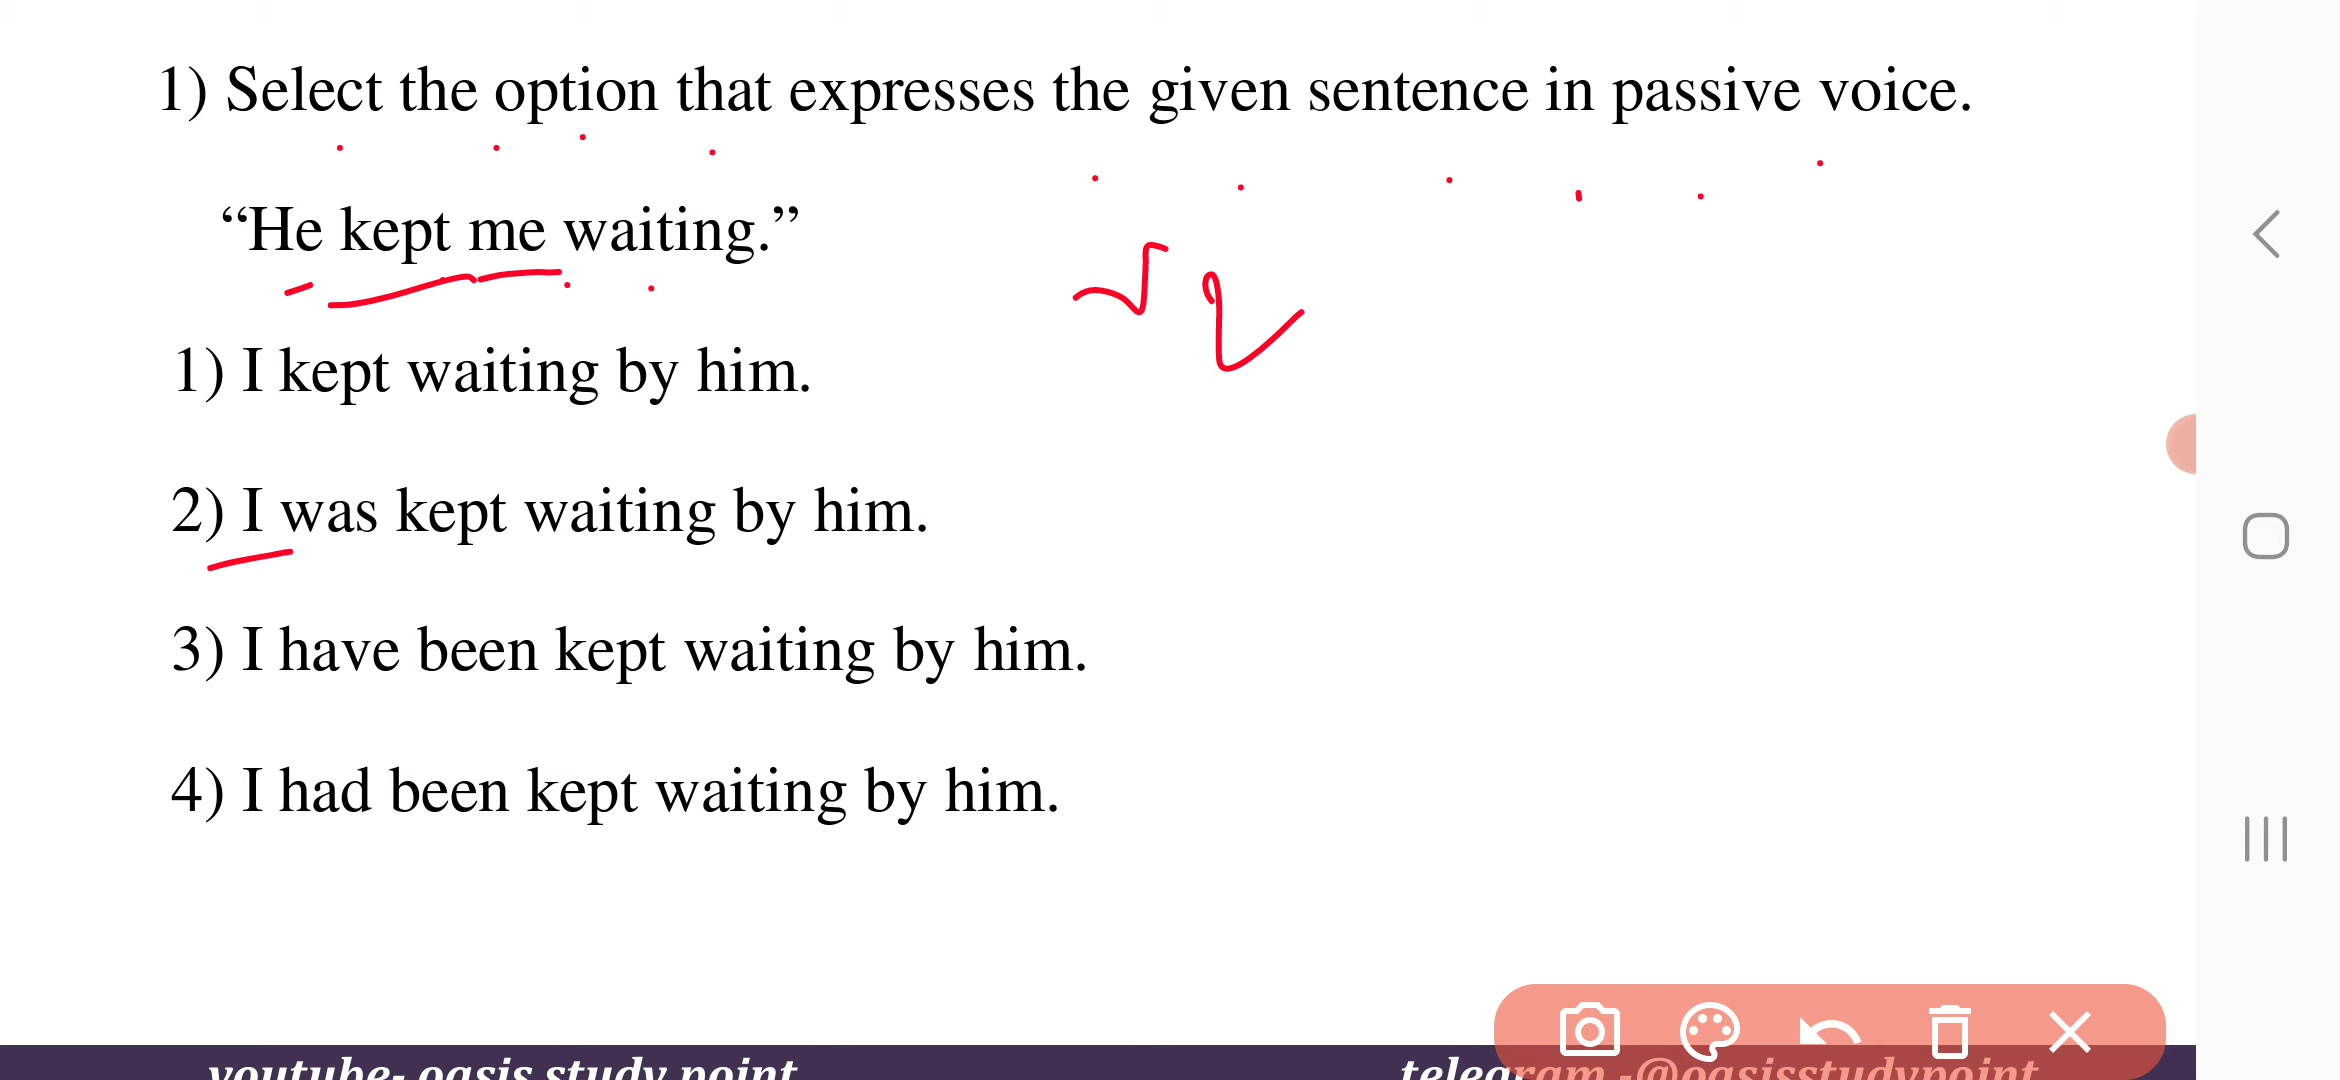 1) Select the option that expresses the given sentence in passive voice.
“He kept me waiting.”
1) I kept waiting by him.
2) I was kept waiting by him.
3) I have been kept waiting by him.
4) I had been kept waiting by him.
youtube- oasis study point
telegram -@oasisstudypoint